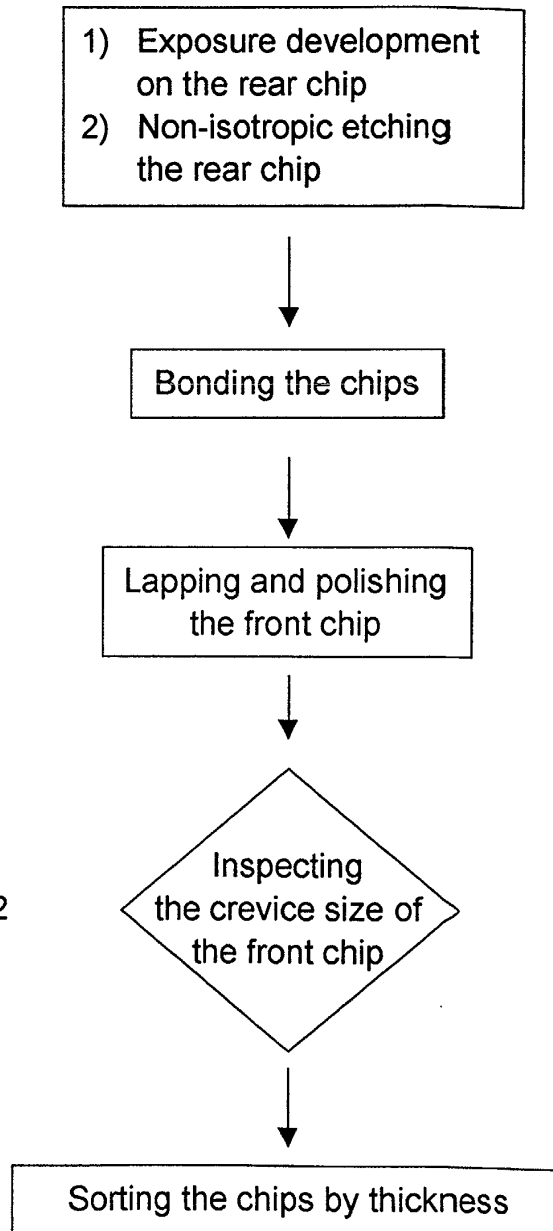 1) Exposure development
on the rear chip
2) Non-isotropic etching
the rear chip
Bonding the chips
Lapping and polishing
the front chip
Inspecting
2
the crevice size of
the front chip
Sorting the chips by thickness